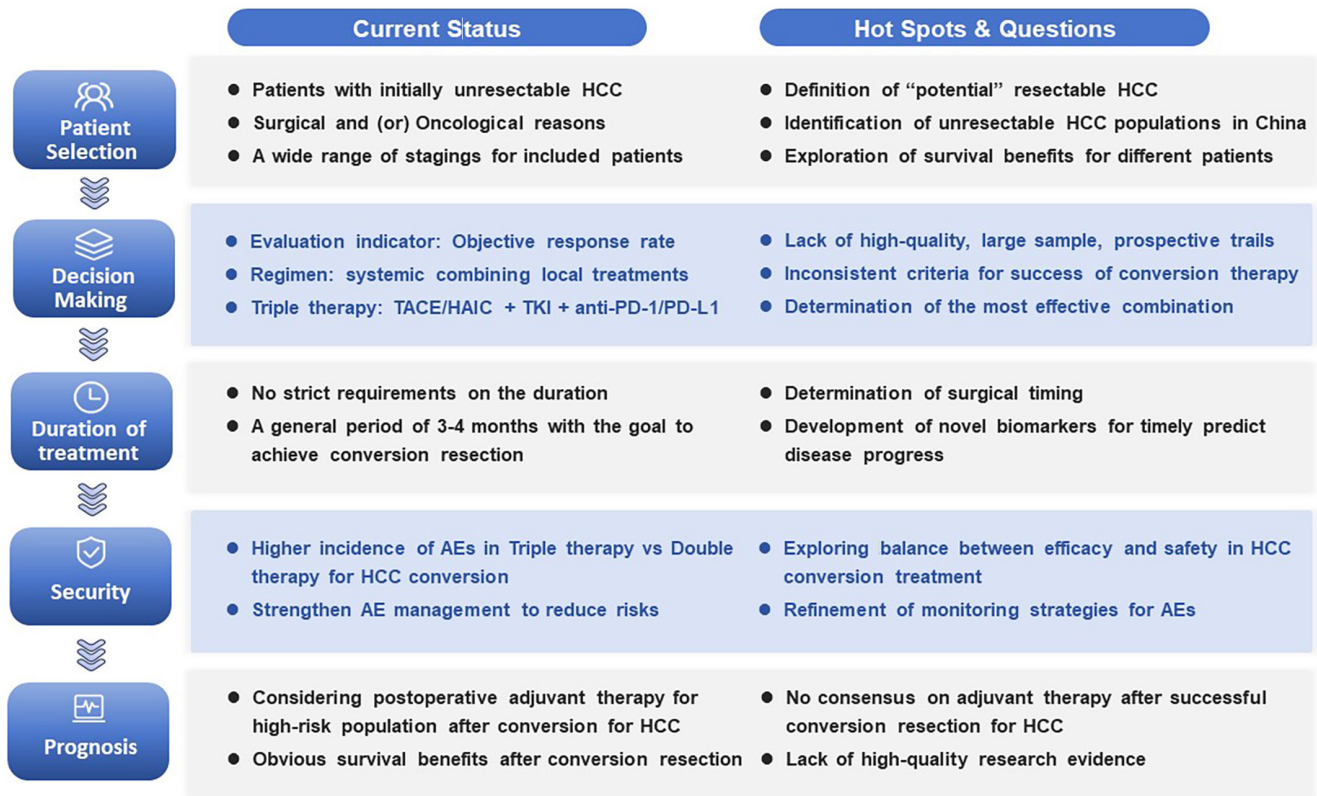 Current Status
Hot Spots & Questions
Patient
Selection
● Patients with initially unresectable HCC
● Surgical and (or) Oncological reasons
● A wide range of stagings for included patients
● Definition of “potential” resectable HCC
● Identification of unresectable HCC populations in China
● Exploration of survival benefits for different patients
Decision
Making
● Evaluation indicator: Objective response rate
● Regimen: systemic combining local treatments
● Triple therapy: TACE/HAIC + TKI + anti-PD-1/PD-L1
● Lack of high-quality, large sample, prospective trails
● Inconsistent criteria for success of conversion therapy
● Determination of the most effective combination
Duration of
treatment
● No strict requirements on the duration
● A general period of 3-4 months with the goal to
achieve conversion resection
● Determination of surgical timing
● Development of novel biomarkers for timely predict
disease progress
Security
● Higher incidence of AEs in Triple therapy vs Double
therapy for HCC conversion
● Strengthen AE management to reduce risks
● Exploring balance between efficacy and safety in HCC
conversion treatment
● Refinement of monitoring strategies for AEs
Prognosis
● Considering postoperative adjuvant therapy for
high-risk population after conversion for HCC
● Obvious survival benefits after conversion resection
● No consensus on adjuvant therapy after successful
conversion resection for HCC
● Lack of high-quality research evidence